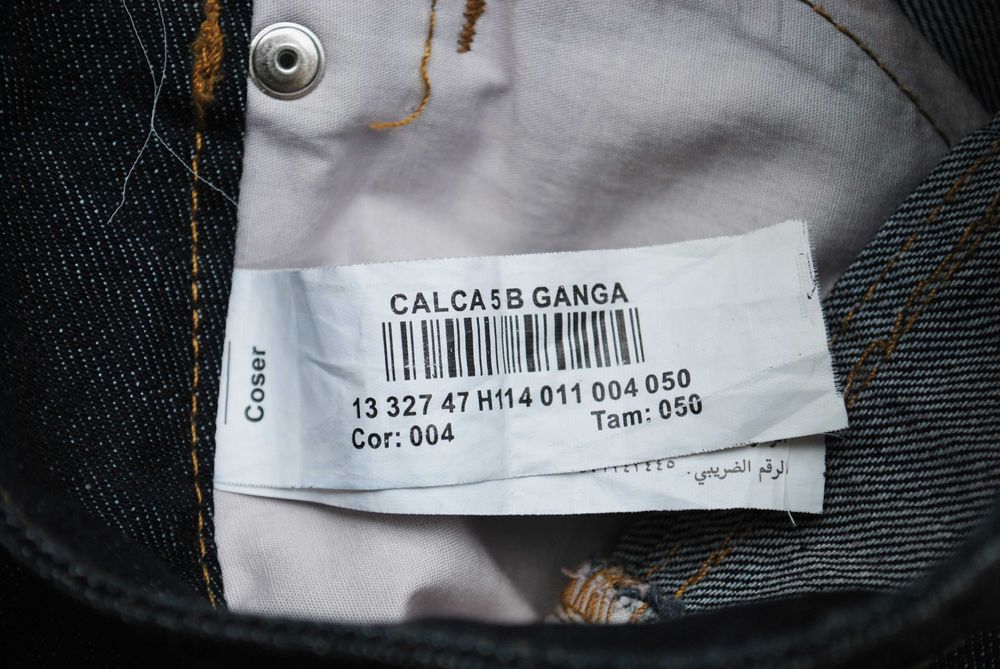 CALCA 5B GANGA
13 327 47 H114 011 004 050
Cor: 004
Tam: 050
Coser
الرقم الضريبي.